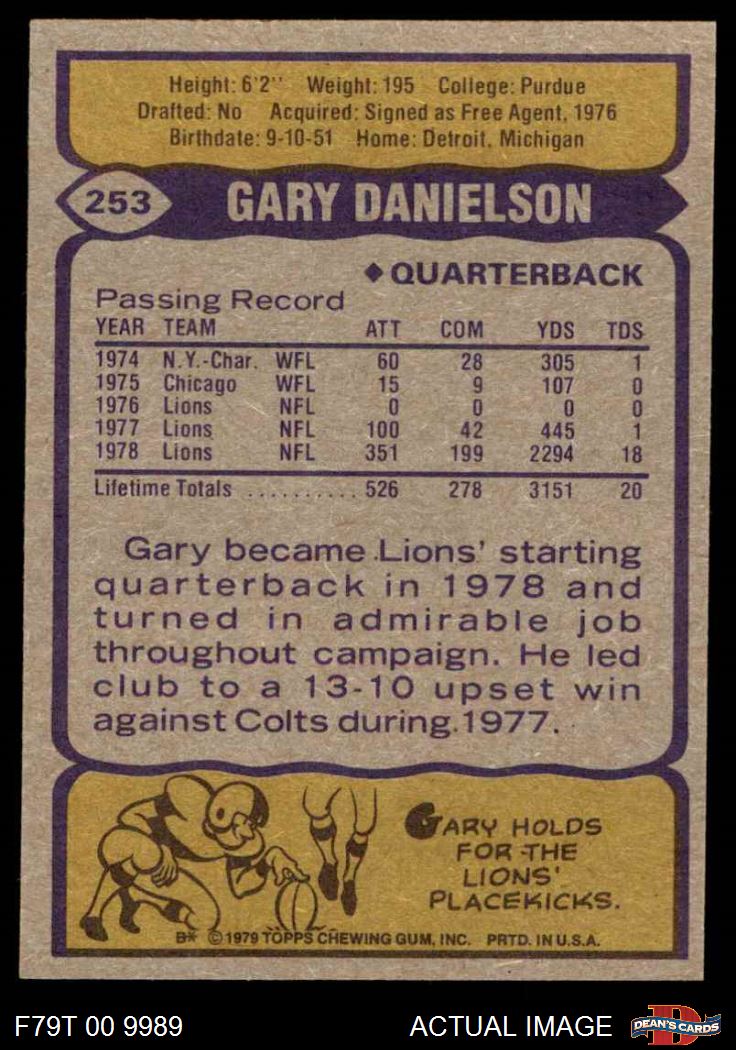 Height: 6'2" Weight: 195 College: Purdue
Drafted: No Acquired: Signed as Free Agent, 1976
Birthdate: 9-10-51 Home: Detroit, Michigan
253 GARY DANIELSON
◆ QUARTERBACK
Passing Record
YEAR TEAM ATT COM YDS TDS
1974 N.Y.-Char. WFL 60 28 305 1
1975 Chicago WFL 15 9 107 0
1976 Lions NFL 0 0 0 0
1977 Lions NFL 100 42 445 1
1978 Lions NFL 351 199 2294 18
Lifetime Totals .......... 526 278 3151 20
Gary became Lions' starting
quarterback in 1978 and
turned in admirable job
throughout campaign. He led
club to a 13-10 upset win
against Colts during 1977.
GARY HOLDS
FOR THE
LIONS'
PLACEKICKS.
B* © 1979 TOPPS CHEWING GUM, INC. PRTD. IN U.S.A.
F79T 00 9989 ACTUAL IMAGE D DEAN'S CARDS